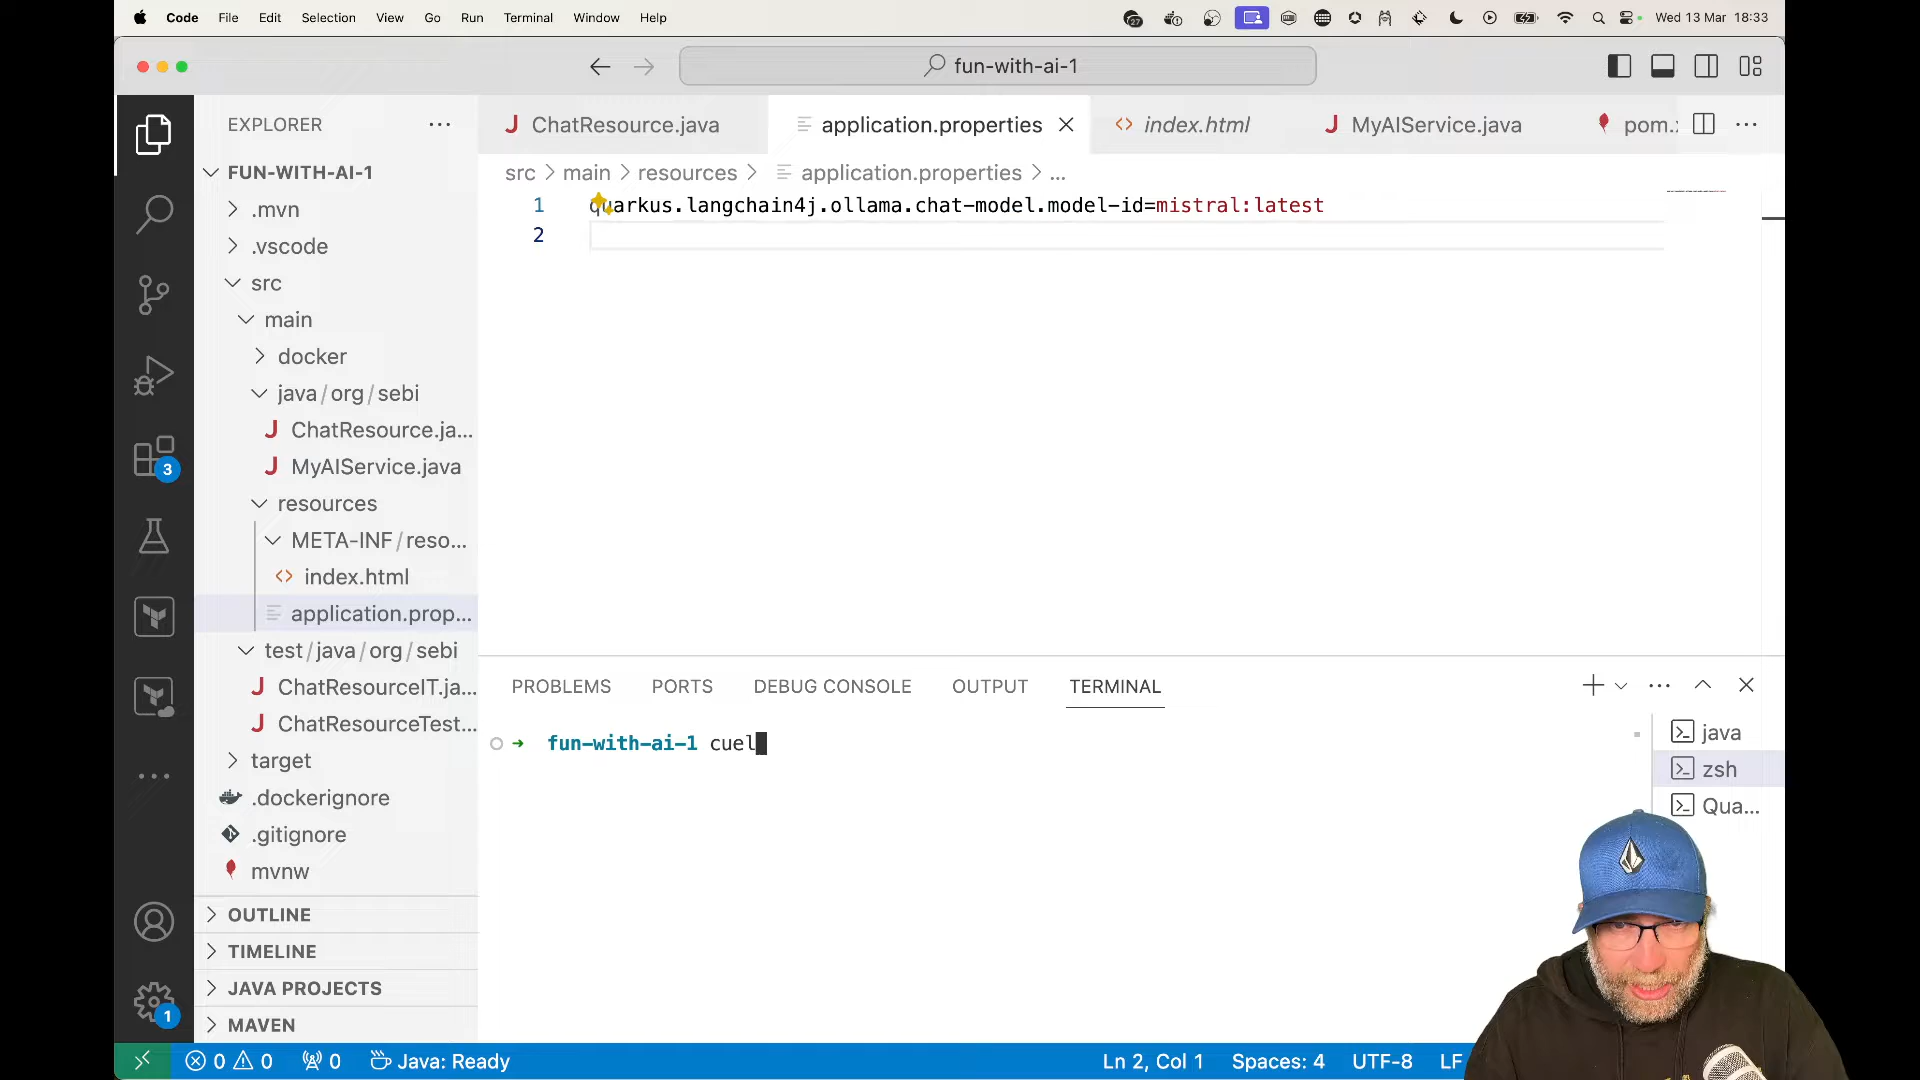 Code File Edit Selection View Go Run Terminal Window Help
27
Wed 13 Mar 18:33
fun-with-ai-1
EXPLORER
ChatResource.java
application.properties
index.html
MyAIService.java
pom.x
FUN-WITH-AI-1
src > main > resources > application.properties > ...
.mvn
1 quarkus.langchain4j.ollama.chat-model.model-id=mistral:latest
2
.vscode
src
main
docker
java/org/sebi
ChatResource.ja...
3
MyAIService.java
resources
META-INF/reso...
index.html
application.prop...
test/java/org/sebi
ChatResourceIT.ja...
ChatResourceTest...
target
.dockerignore
.gitignore
mvnw
OUTLINE
TIMELINE
JAVA PROJECTS
MAVEN
1
PROBLEMS PORTS DEBUG CONSOLE OUTPUT TERMINAL
fun-with-ai-1 cuel
java
zsh
Qua...
0 0 0 Java: Ready
Ln 2, Col 1 Spaces: 4 UTF-8 LF